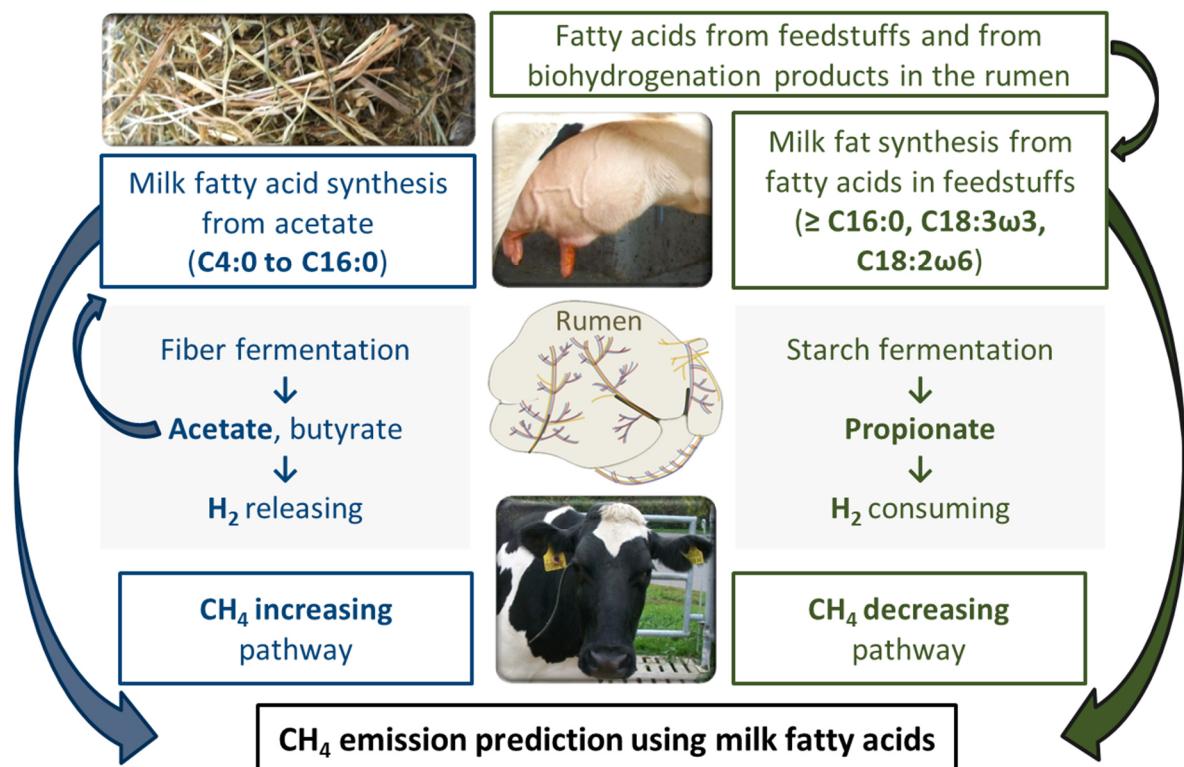 Fatty acids from feedstuffs and from
biohydrogenation products in the rumen
Milk fatty acid synthesis
from acetate
(C4:0 to C16:0)
Milk fat synthesis from
fatty acids in feedstuffs
(≥ C16:0, C18:3ω3,
C18:2ω6)
Fiber fermentation
↓
Acetate, butyrate
↓
H₂ releasing
Rumen
Starch fermentation
↓
Propionate
↓
H₂ consuming
CH₄ increasing
pathway
CH₄ decreasing
pathway
CH₄ emission prediction using milk fatty acids